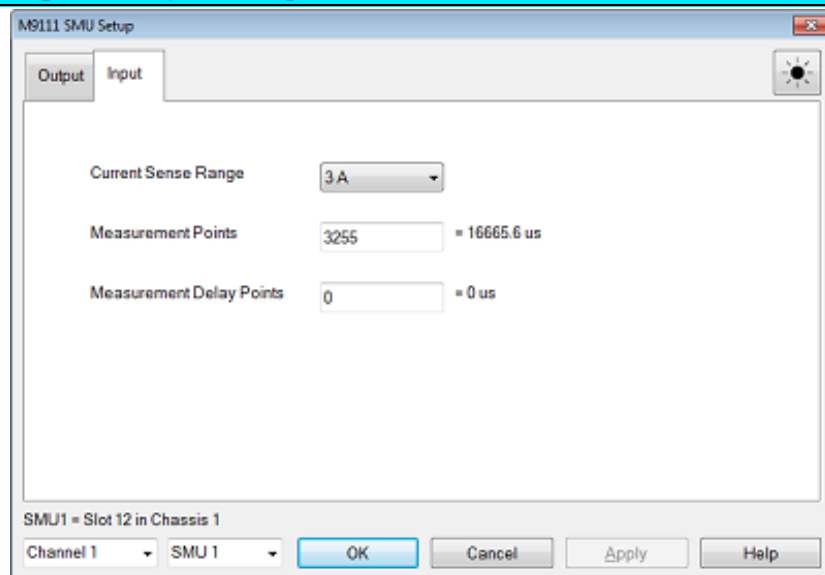 M9111 SMU Setup
Output Input
Current Sense Range 3 A
Measurement Points 3255 = 16665.6 us
Measurement Delay Points 0 = 0 us
SMU1 = Slot 12 in Chassis 1
Channel 1 SMU 1 OK Cancel Apply Help